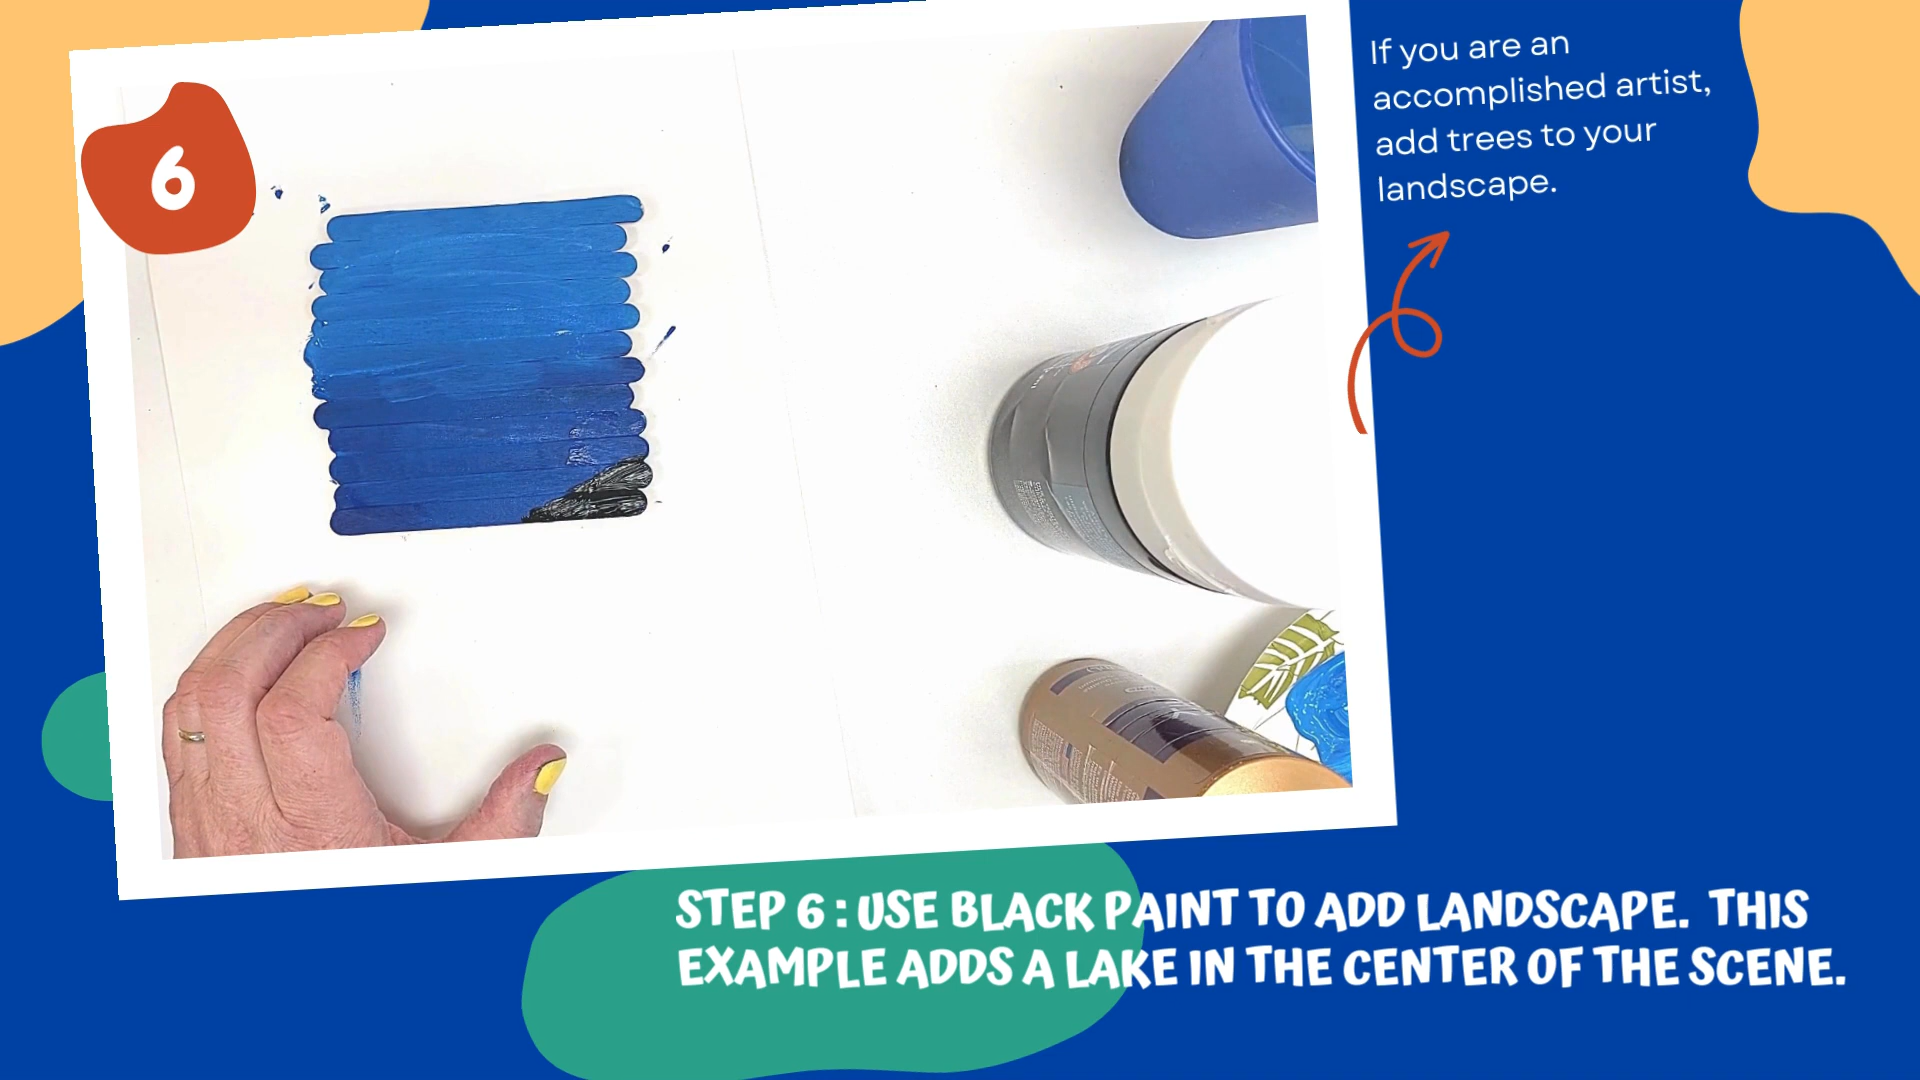 6
If you are an
accomplished artist,
add trees to your
landscape.
STEP 6 : USE BLACK PAINT TO ADD LANDSCAPE. THIS
EXAMPLE ADDS A LAKE IN THE CENTER OF THE SCENE.